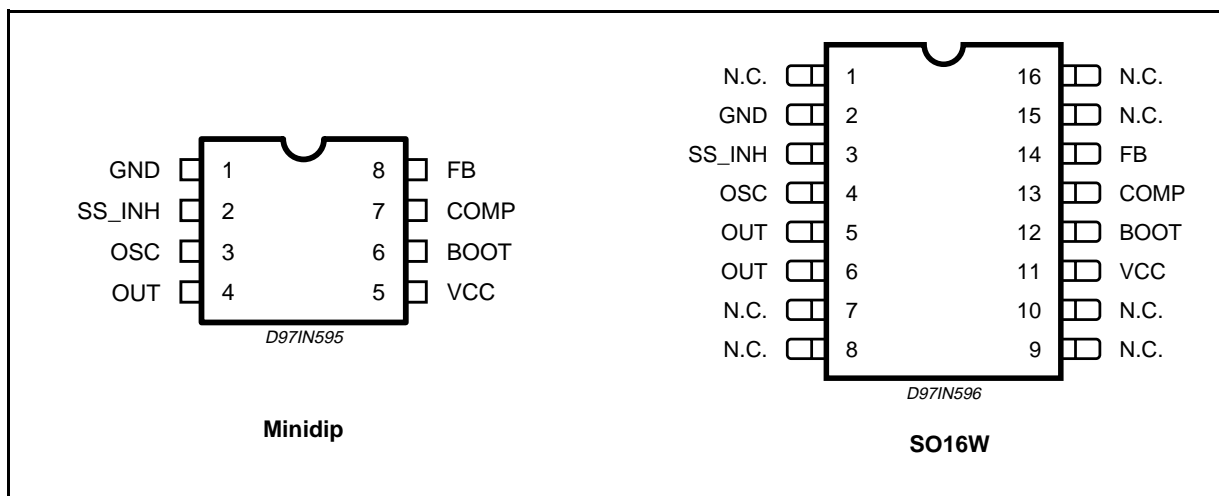 GND 1 8 FB
SS_INH 2 7 COMP
OSC 3 6 BOOT
OUT 4 5 VCC
D97IN595
Minidip
N.C. 1 16 N.C.
GND 2 15 N.C.
SS_INH 3 14 FB
OSC 4 13 COMP
OUT 5 12 BOOT
OUT 6 11 VCC
N.C. 7 10 N.C.
N.C. 8 9 N.C.
D97IN596
SO16W